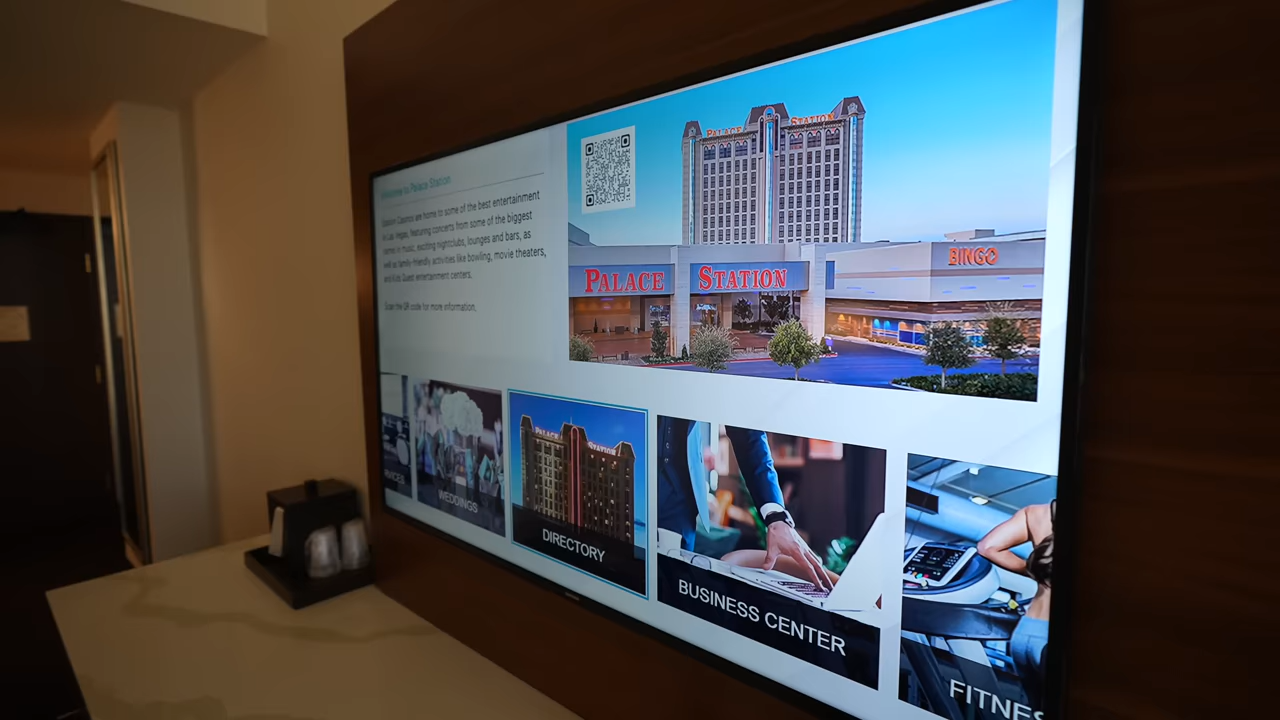 Welcome to Palace Station
Station Casinos are home to some of the best entertainment
in Las Vegas, featuring concerts from some of the biggest
names in music, exciting nightclubs, lounges and bars, as
well as family-friendly activities like bowling, movie theaters,
and Kids Quest entertainment centers.
Scan the QR code for more information.
PALACE STATION
PALACE STATION
BINGO
WEDDINGS
PALACE STATION
DIRECTORY
BUSINESS CENTER
FITNES